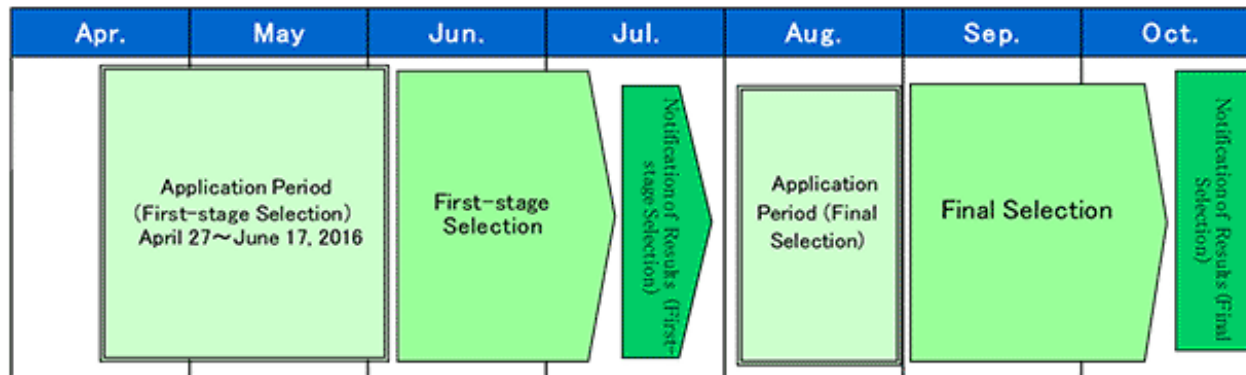 Apr. May Jun. Jul. Aug. Sep. Oct.
Application Period
(First-stage Selection)
April 27～June 17, 2016
First-stage
Selection
Notification of Results (First-
stage Selection)
Application
Period (Final
Selection)
Final Selection
Notification of Results (Final
Selection)